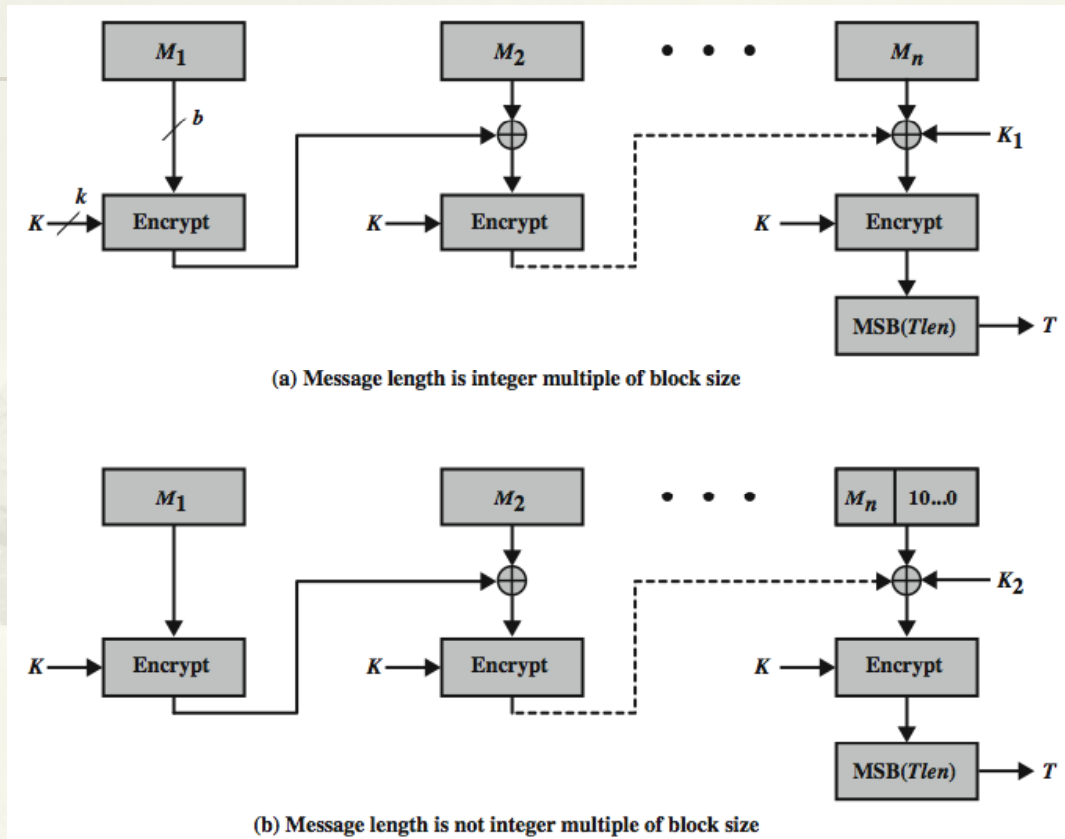 M1 M2 Mn
b
K1
k
K Encrypt K Encrypt K Encrypt
MSB(Tlen) T
(a) Message length is integer multiple of block size
M1 M2 Mn 10...0
K2
K Encrypt K Encrypt K Encrypt
MSB(Tlen) T
(b) Message length is not integer multiple of block size